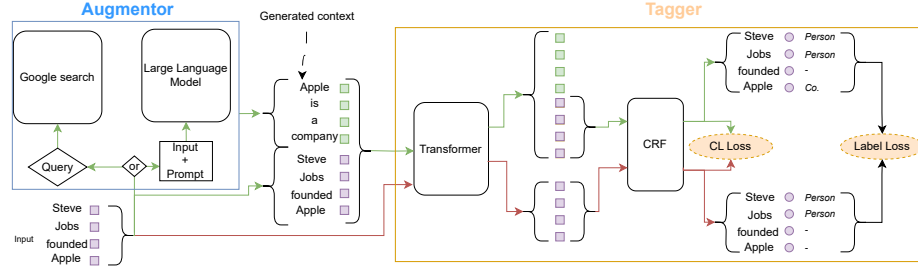 Augmentor
Generated context
Tagger
Google search
Large Language
Model
Query
or
Input
+
Prompt
Input
Steve
Jobs
founded
Apple
Apple
is
a
company
Steve
Jobs
founded
Apple
Transformer
CRF
Steve
Person
Jobs
Person
founded
-
Apple
Co.
CL Loss
Label Loss
Steve
Person
Jobs
Person
founded
-
Apple
-